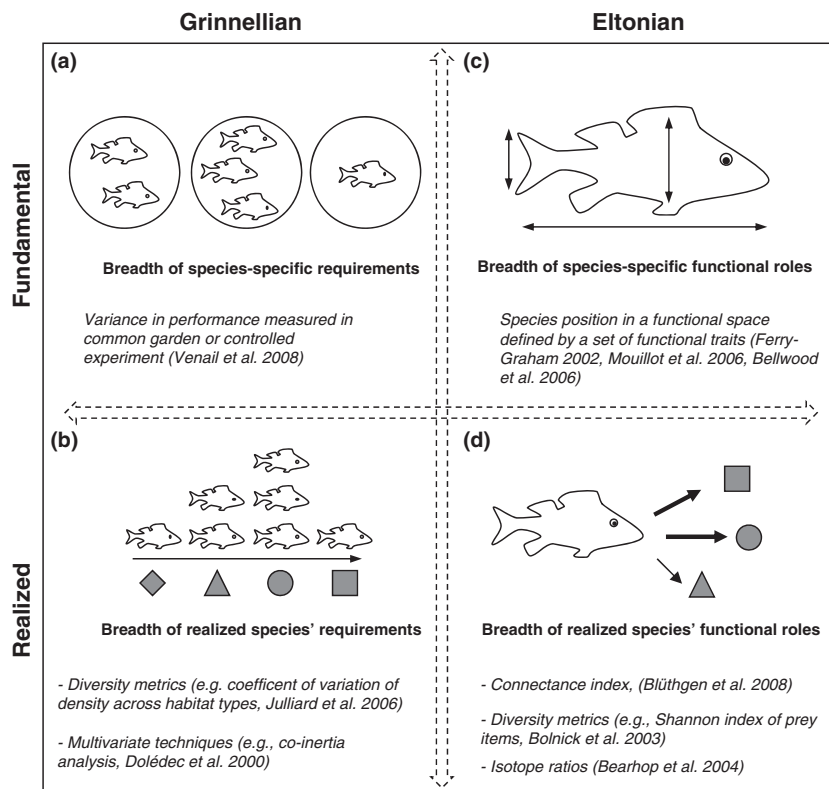 Grinnellian
Eltonian
Fundamental
(a)
Breadth of species-specific requirements
Variance in performance measured in
common garden or controlled
experiment (Venail et al. 2008)
(c)
Breadth of species-specific functional roles
Species position in a functional space
defined by a set of functional traits (Ferry-
Graham 2002, Mouillot et al. 2006, Bellwood
et al. 2006)
Realized
(b)
Breadth of realized species' requirements
- Diversity metrics (e.g. coefficent of variation of
density across habitat types, Julliard et al. 2006)
- Multivariate techniques (e.g., co-inertia
analysis, Dolédec et al. 2000)
(d)
Breadth of realized species' functional roles
- Connectance index, (Blüthgen et al. 2008)
- Diversity metrics (e.g., Shannon index of prey
items, Bolnick et al. 2003)
- Isotope ratios (Bearhop et al. 2004)